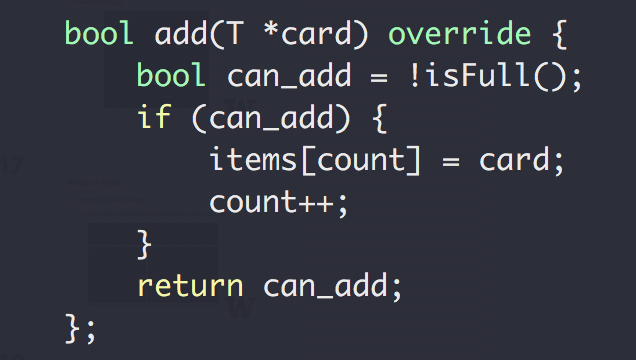 bool add(T *card) override {
    bool can_add = !isFull();
    if (can_add) {
        items[count] = card;
        count++;
    }
    return can_add;
};